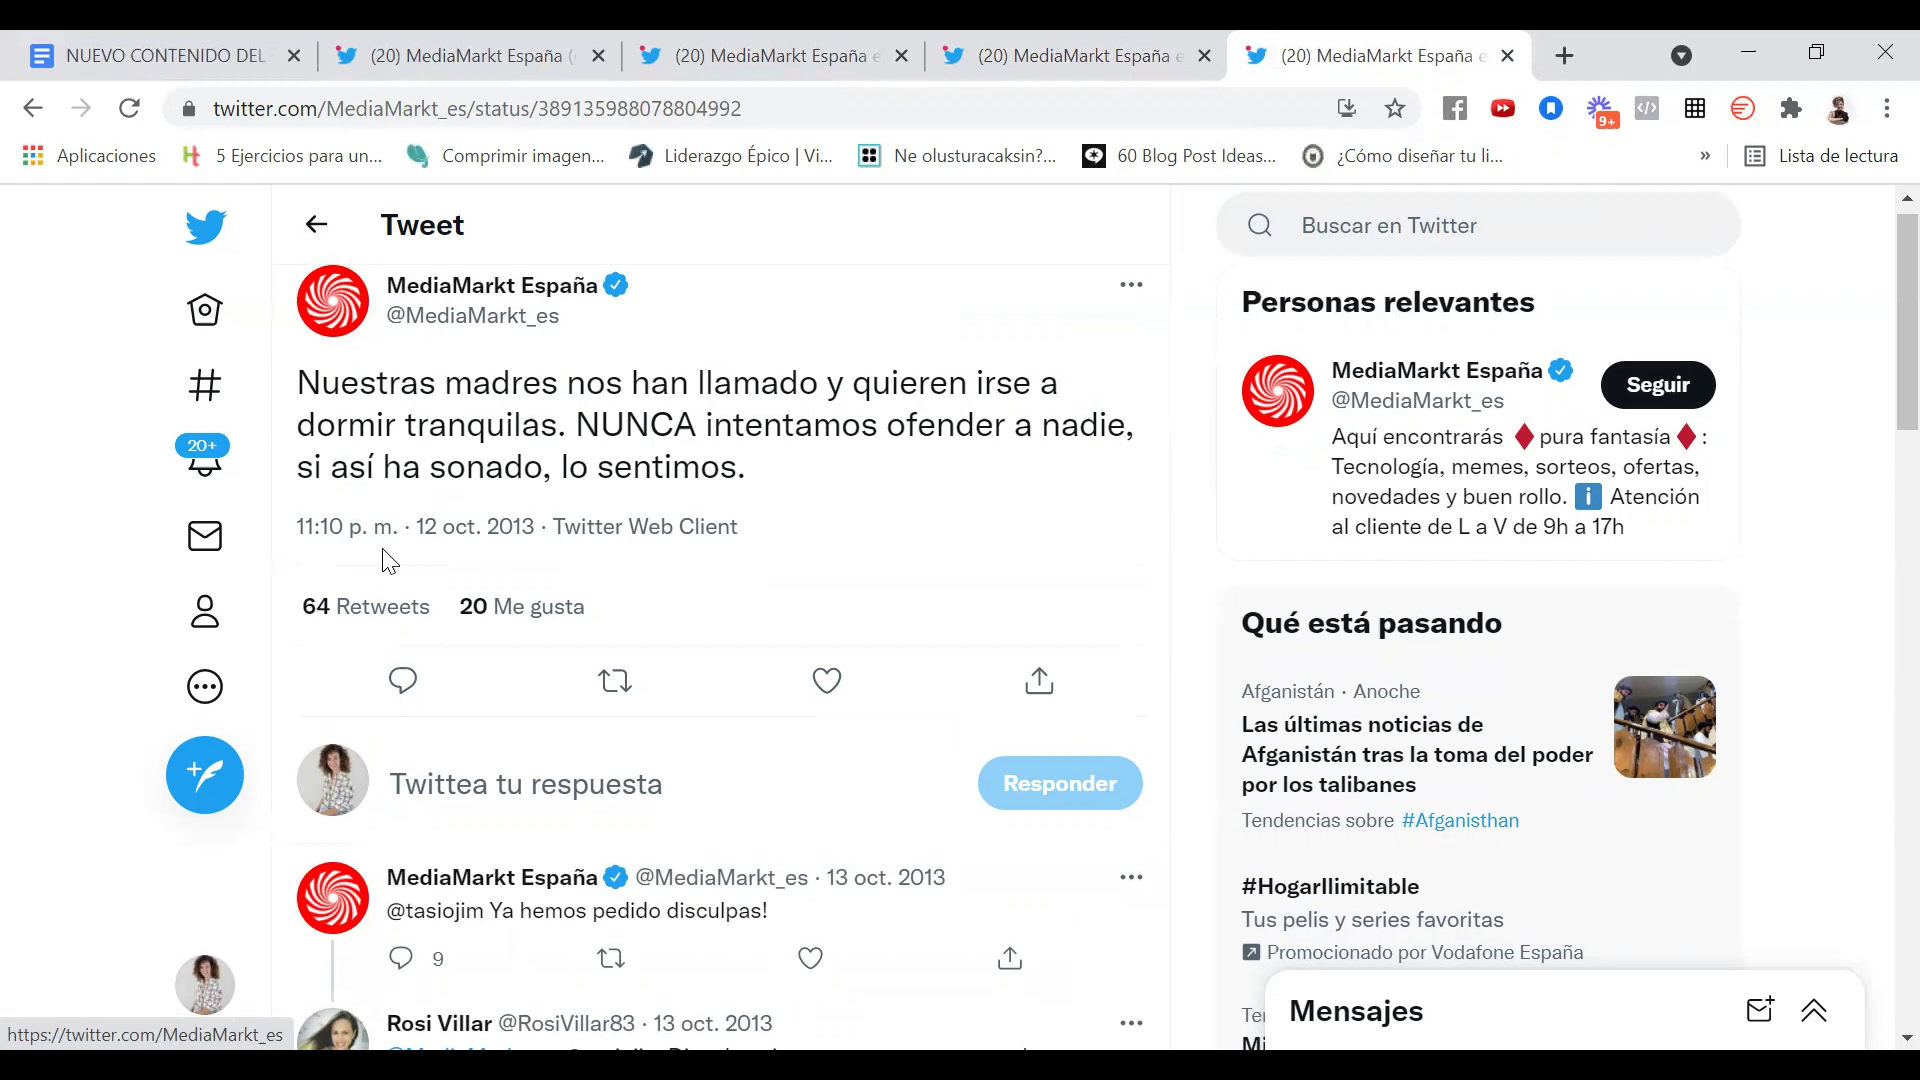 NUEVO CONTENIDO DEL
(20) MediaMarkt España (
(20) MediaMarkt España e
(20) MediaMarkt España e
(20) MediaMarkt España e
twitter.com/MediaMarkt_es/status/389135988078804992
9+
Aplicaciones
5 Ejercicios para un...
Comprimir imagen...
Liderazgo Épico | Vi...
Ne olusturacaksin?...
60 Blog Post Ideas...
¿Cómo diseñar tu li...
»
Lista de lectura
Tweet
MediaMarkt España
@MediaMarkt_es
Nuestras madres nos han llamado y quieren irse a
dormir tranquilas. NUNCA intentamos ofender a nadie,
si así ha sonado, lo sentimos.
11:10 p. m. · 12 oct. 2013 · Twitter Web Client
64 Retweets 20 Me gusta
Twittea tu respuesta
Responder
MediaMarkt España @MediaMarkt_es · 13 oct. 2013
@tasiojim Ya hemos pedido disculpas!
9
Rosi Villar @RosiVillar83 · 13 oct. 2013
20+
Buscar en Twitter
Personas relevantes
MediaMarkt España
@MediaMarkt_es
Seguir
Aquí encontrarás ♦️pura fantasía♦️:
Tecnología, memes, sorteos, ofertas,
novedades y buen rollo. ℹ️ Atención
al cliente de L a V de 9h a 17h
Qué está pasando
Afganistán · Anoche
Las últimas noticias de
Afganistán tras la toma del poder
por los talibanes
Tendencias sobre #Afganisthan
#HogarIlimitable
Tus pelis y series favoritas
Promocionado por Vodafone España
Mensajes
https://twitter.com/MediaMarkt_es